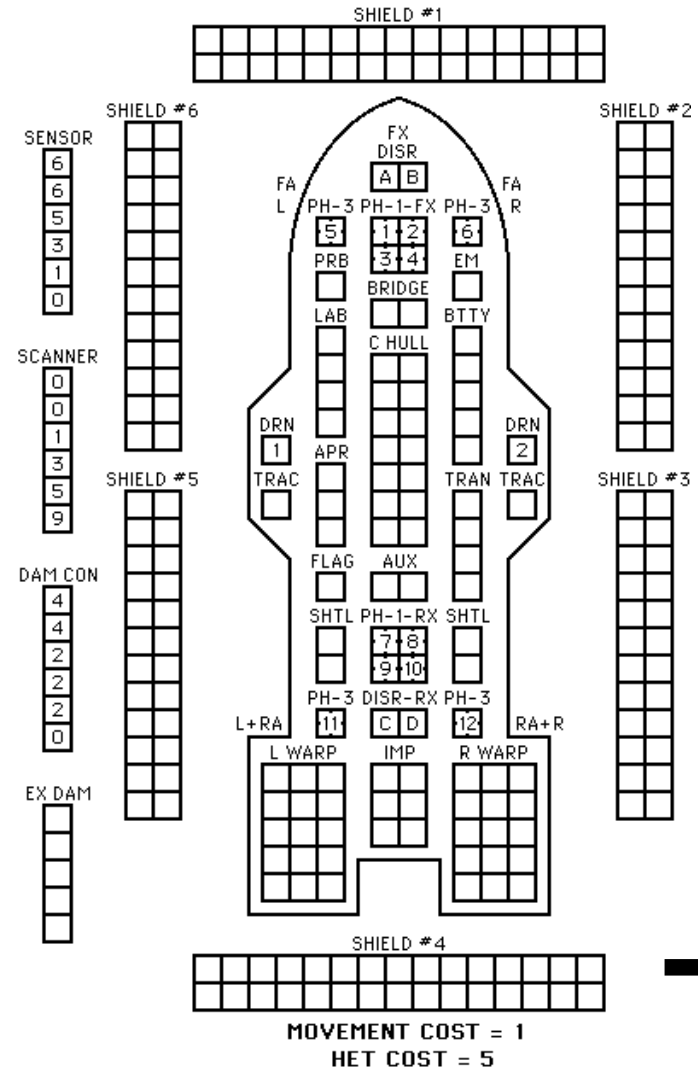 SHIELD #1
SHIELD #6
SHIELD #2
SENSOR
6
6
5
3
1
0
FX
DISR
A B
FA
L
FA
R
PH-3 PH-1-FX PH-3
5 1 2 6
3 4
PRB
EM
BRIDGE
LAB
BTTY
C HULL
SCANNER
0
0
1
3
5
9
DRN
1
DRN
2
APR
TRAC
TRAN TRAC
SHIELD #5
SHIELD #3
FLAG AUX
DAM CON
4
4
2
2
2
0
SHTL PH-1-RX SHTL
7 8
9 10
PH-3 DISR-RX PH-3
L+RA 11 C D 12 RA+R
L WARP IMP R WARP
EX DAM
SHIELD #4
MOVEMENT COST = 1
HET COST = 5